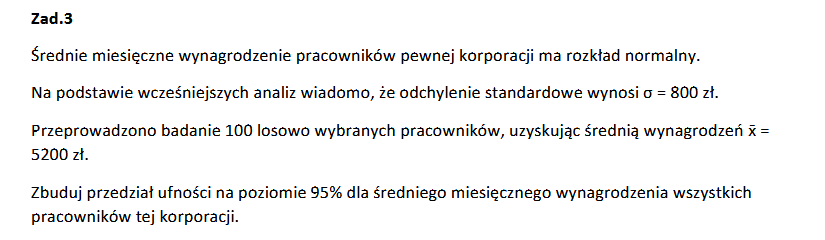 Zad.3
Średnie miesięczne wynagrodzenie pracowników pewnej korporacji ma rozkład normalny.
Na podstawie wcześniejszych analiz wiadomo, że odchylenie standardowe wynosi σ = 800 zł.
Przeprowadzono badanie 100 losowo wybranych pracowników, uzyskując średnią wynagrodzeń x̄ =
5200 zł.
Zbuduj przedział ufności na poziomie 95% dla średniego miesięcznego wynagrodzenia wszystkich
pracowników tej korporacji.